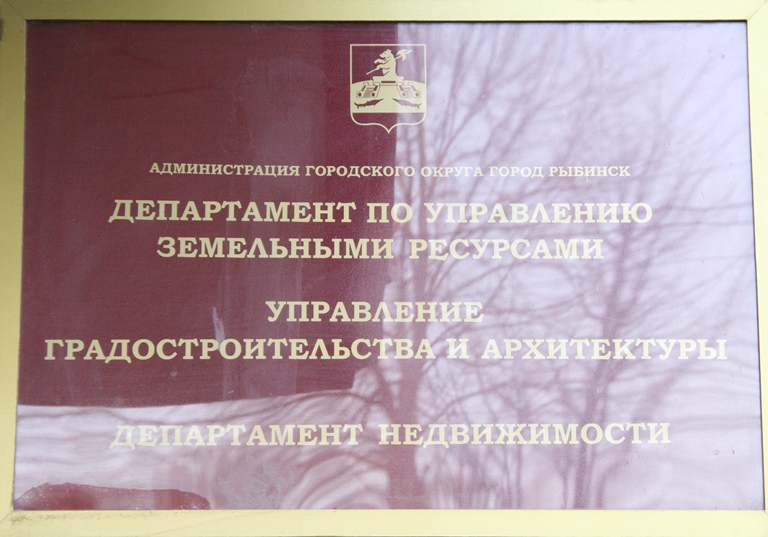 АДМИНИСТРАЦИЯ ГОРОДСКОГО ОКРУГА ГОРОД РЫБИНСК
ДЕПАРТАМЕНТ ПО УПРАВЛЕНИЮ
ЗЕМЕЛЬНЫМИ РЕСУРСАМИ
УПРАВЛЕНИЕ
ГРАДОСТРОИТЕЛЬСТВА И АРХИТЕКТУРЫ
ДЕПАРТАМЕНТ НЕДВИЖИМОСТИ